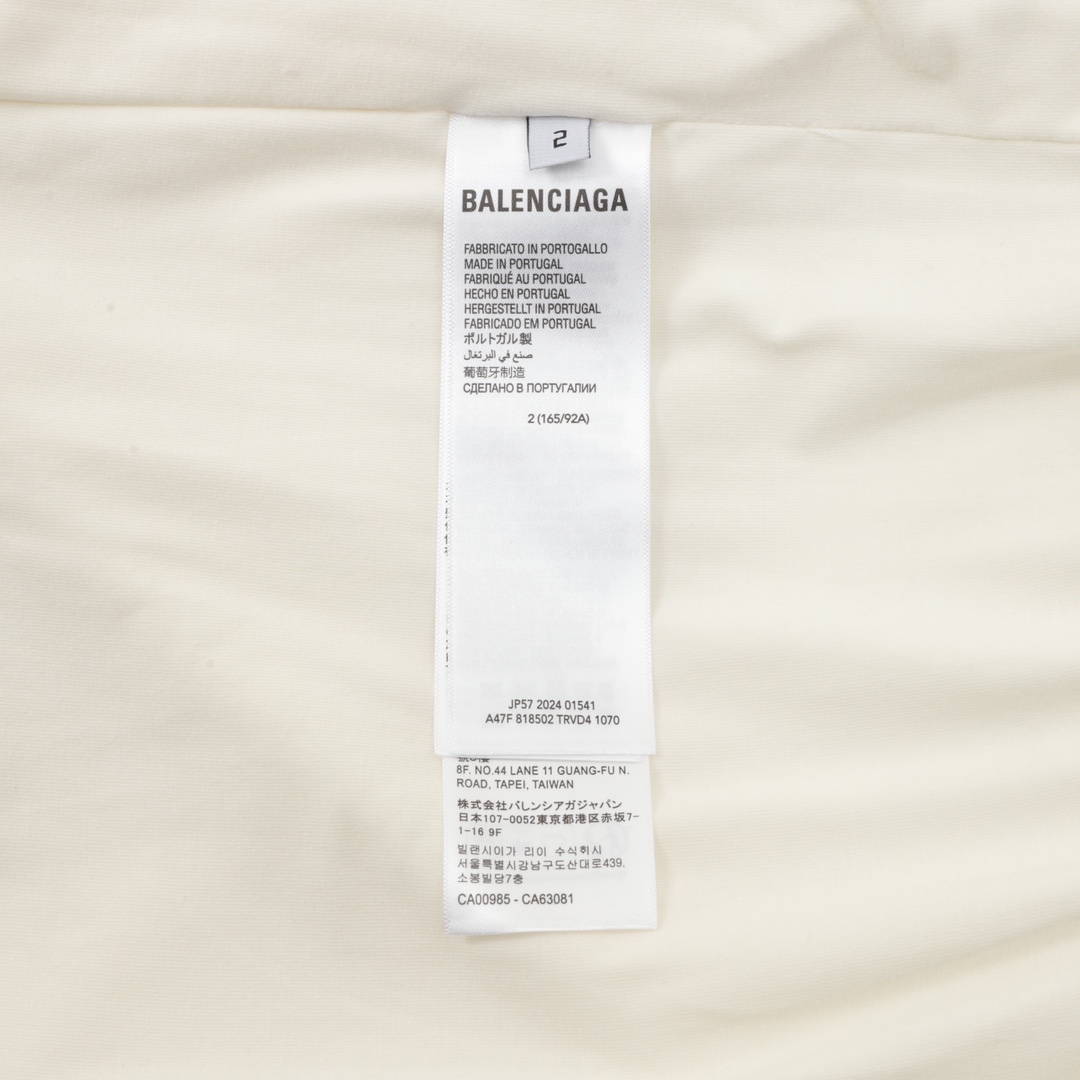 2
BALENCIAGA
FABBRICATO IN PORTOGALLO
MADE IN PORTUGAL
FABRIQUÉ AU PORTUGAL
HECHO EN PORTUGAL
HERGESTELLT IN PORTUGAL
FABRICADO EM PORTUGAL
ポルトガル製
صنع في البرتغال
葡萄牙制造
СДЕЛАНО В ПОРТУГАЛИИ
2 (165/92A)
JP57 2024 01541
A47F 818502 TRVD4 1070
8F. NO.44 LANE 11 GUANG-FU N.
ROAD, TAPEI, TAIWAN
株式会社バレンシアガジャパン
日本107-0052東京都港区赤坂7-
1-16 9F
빌랜시이가 리이 수식취시
서울특별시강남구도산대로439.
소봉빌당7층
CA00985 - CA63081